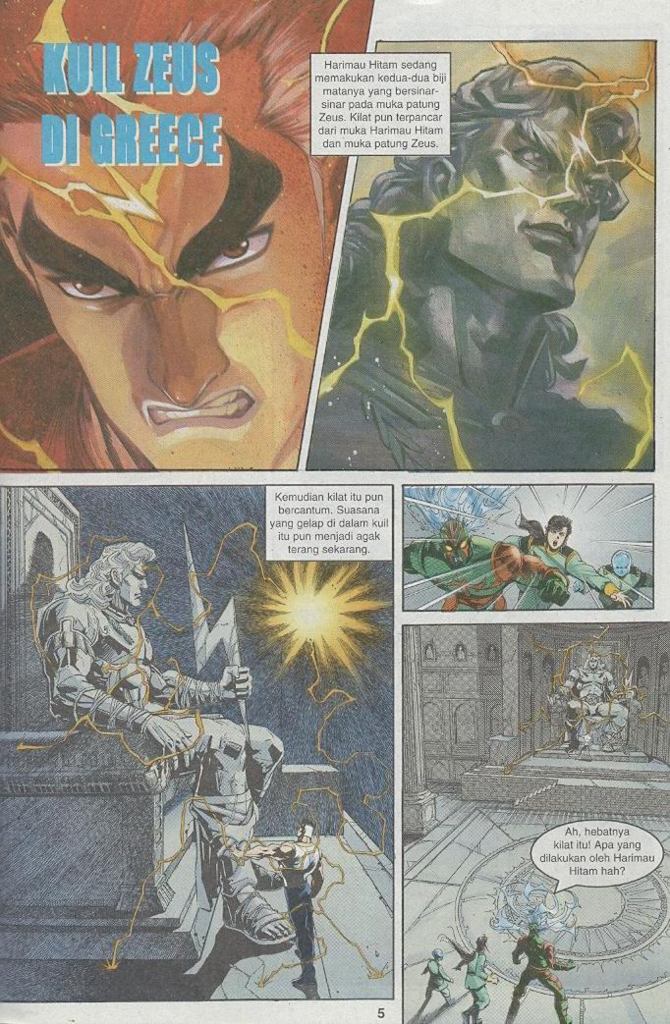 KUIL ZEUS
DI GREECE
Harimau Hitam sedang
memakukan kedua-dua biji
matanya yang bersinar-
sinar pada muka patung
Zeus. Kilat pun terpancar
dari muka Harimau Hitam
dan muka patung Zeus.
Kemudian kilat itu pun
bercantum. Suasana
yang gelap di dalam kuil
itu pun menjadi agak
terang sekarang.
Ah, hebatnya
kilat itu! Apa yang
dilakukan oleh Harimau
Hitam hah?
5